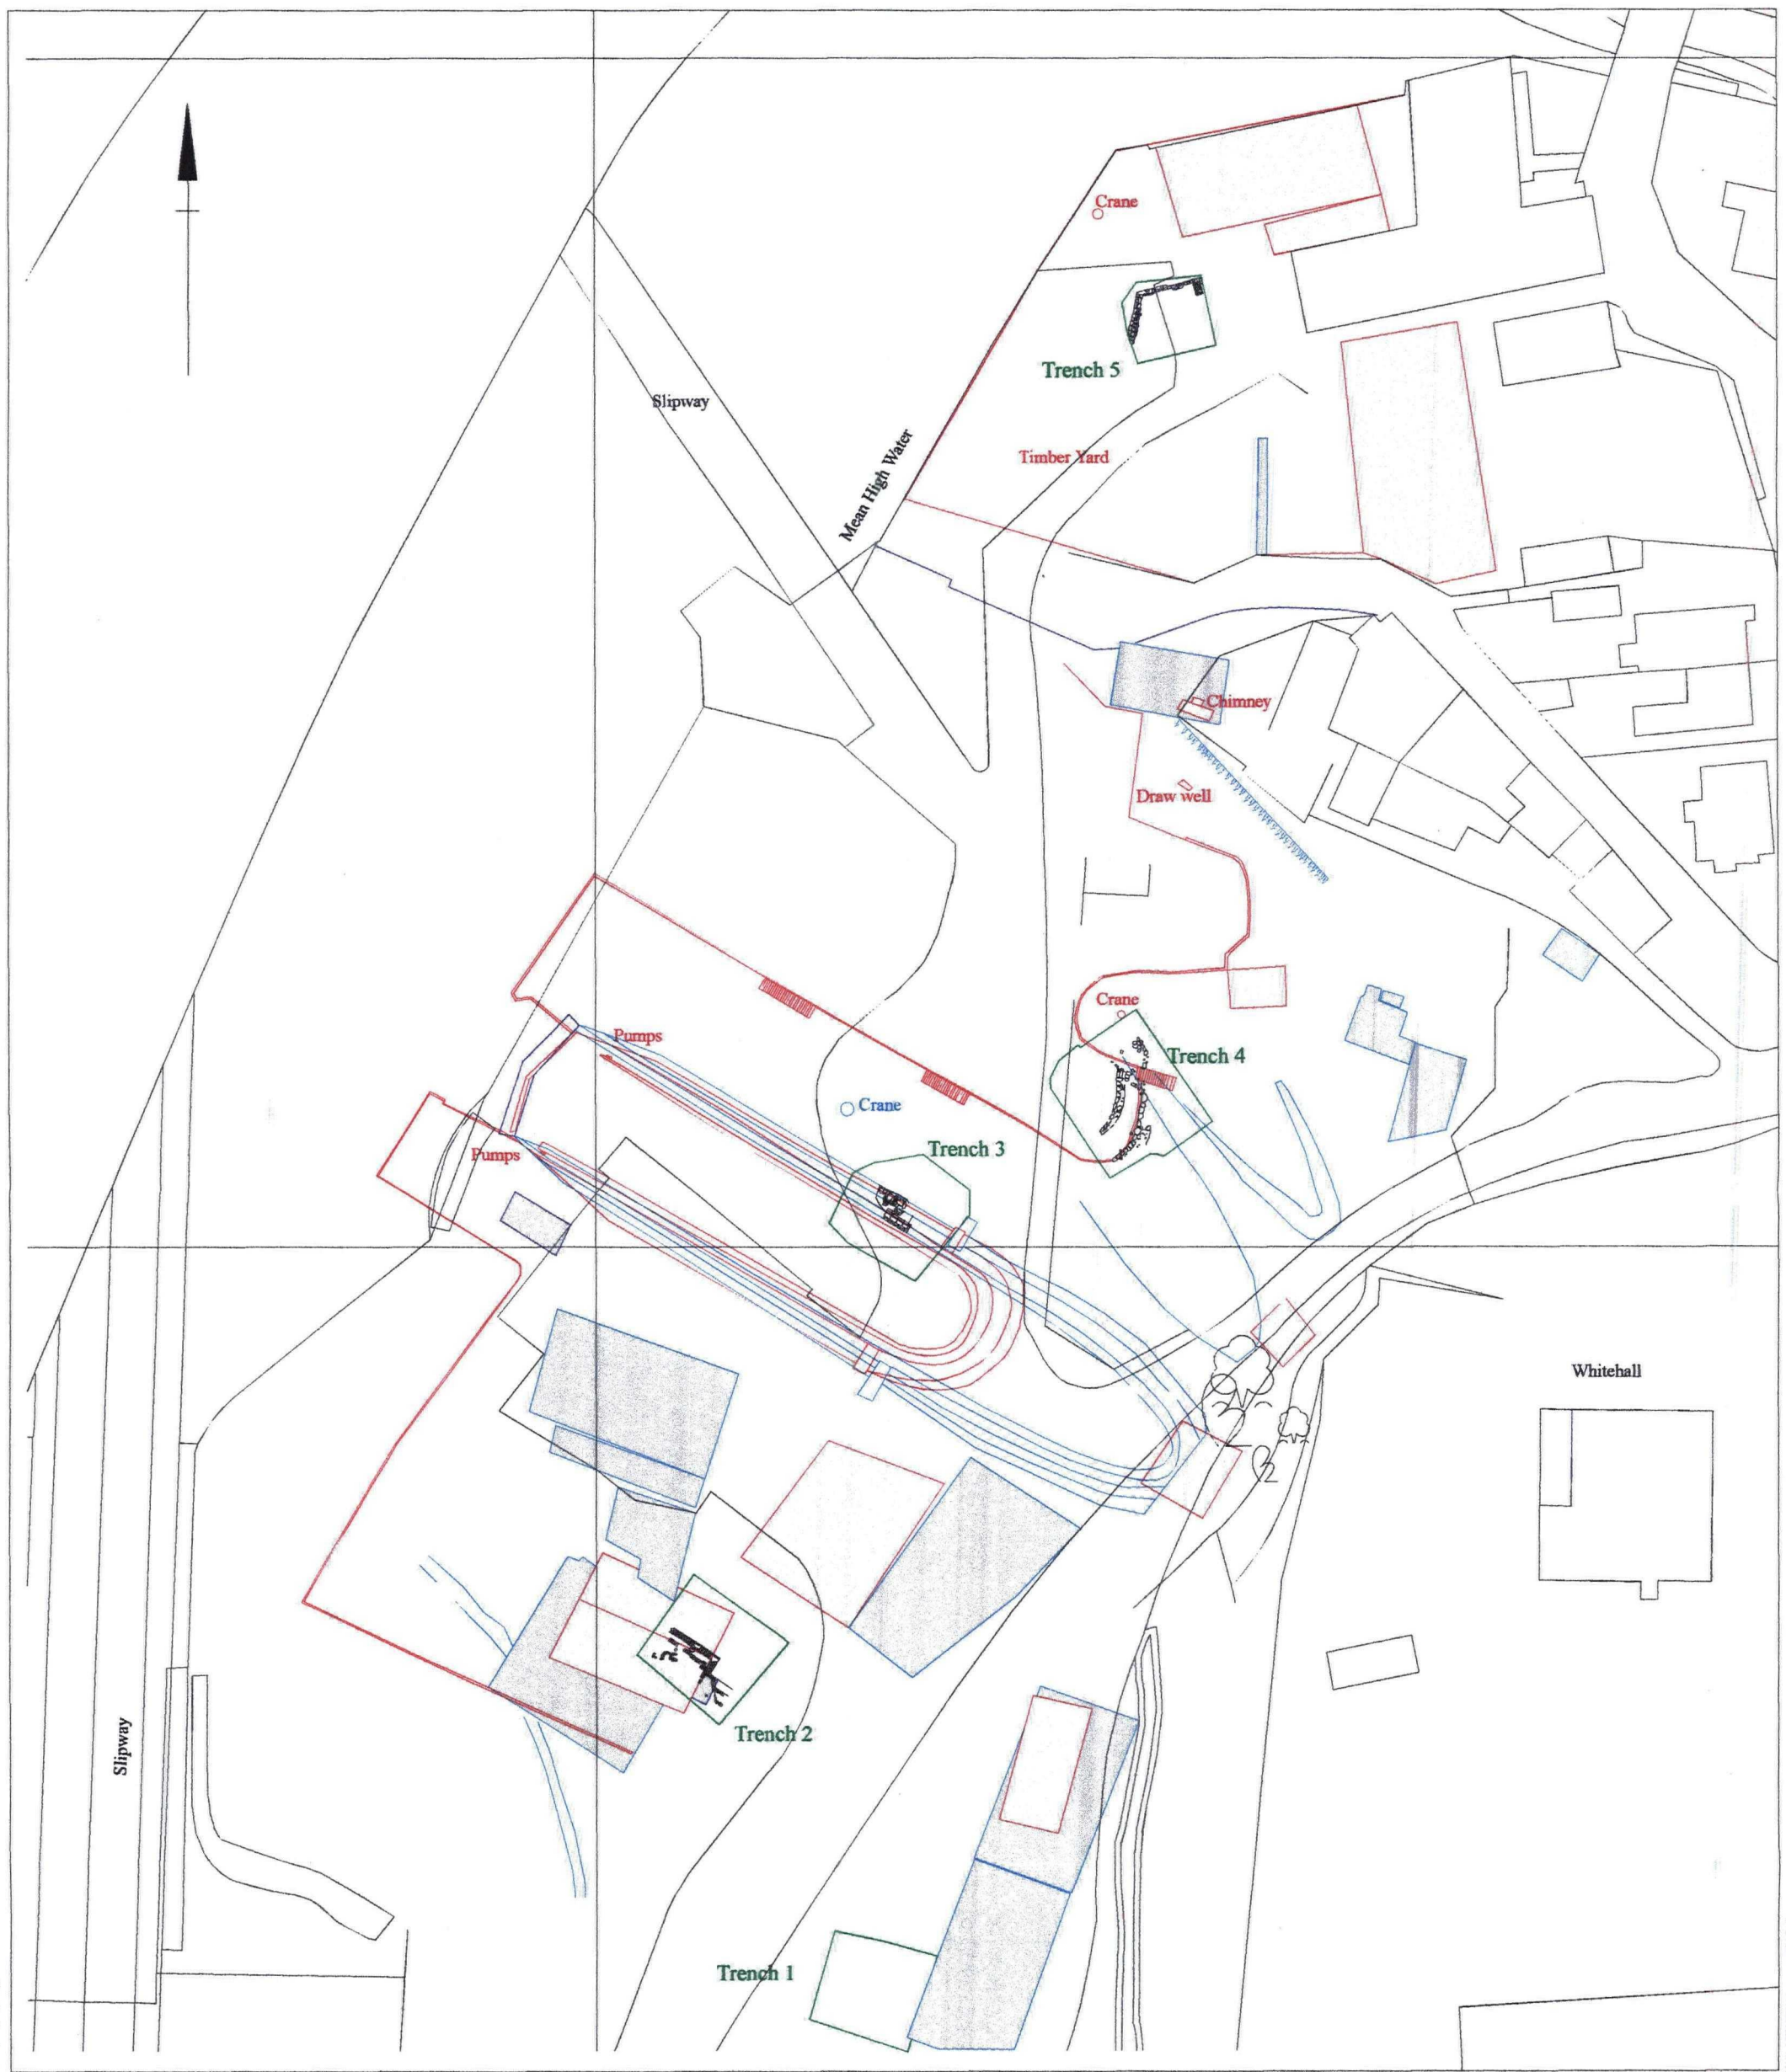 Crane
Trench 5
Slipway
Mean High Water
Timber Yard
Chimney
Draw well
Crane
Pumps
Trench 4
Crane
Trench 3
Pumps
Whitehall
Trench 2
Slipway
Trench 1